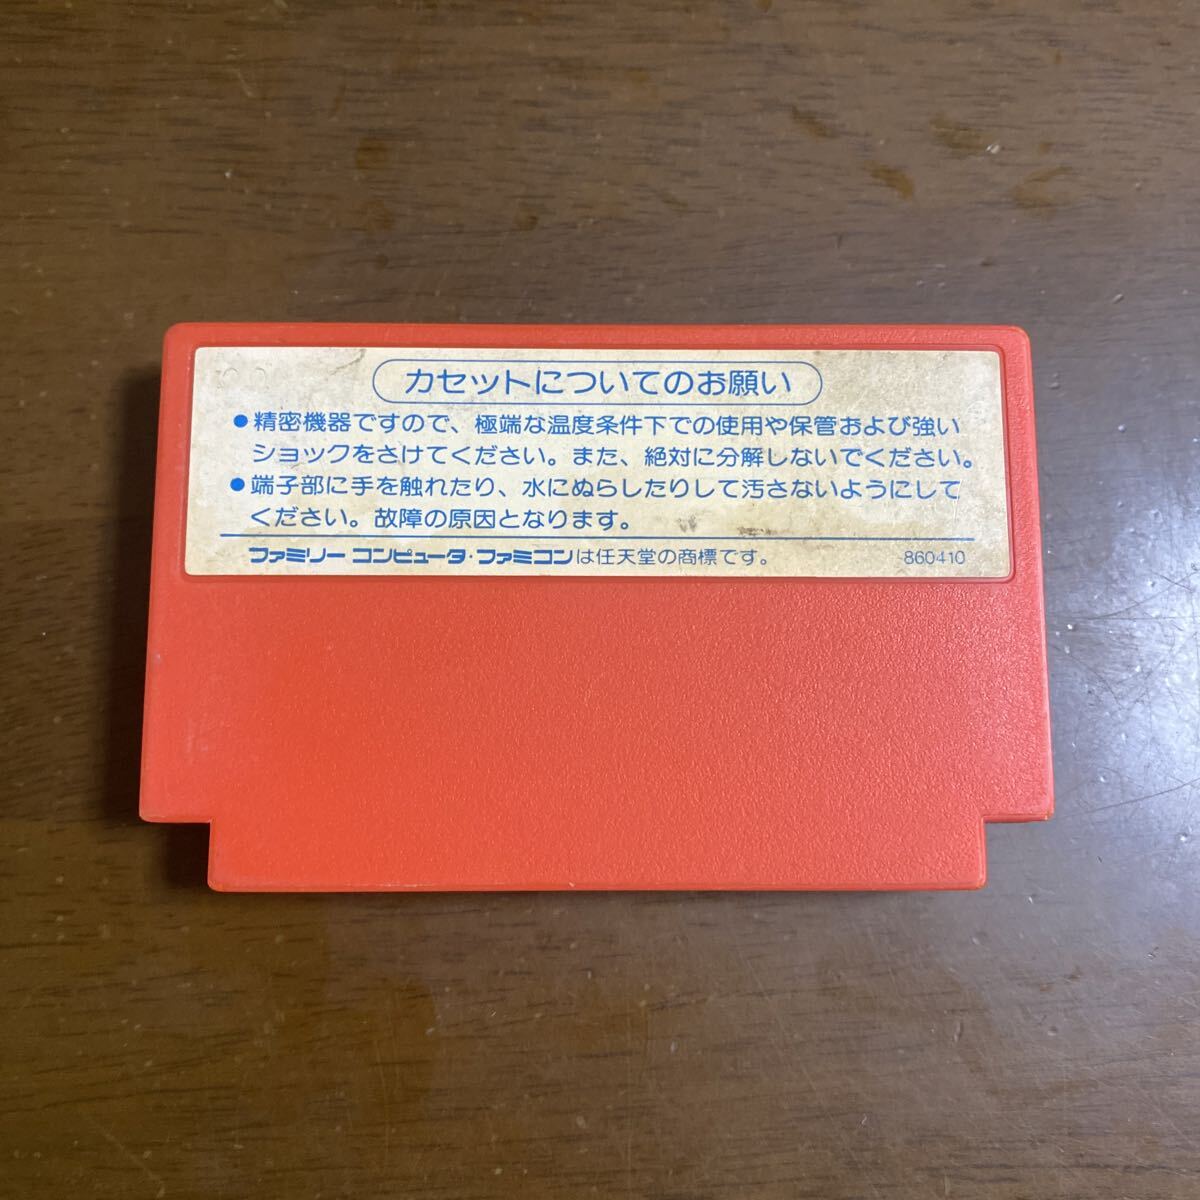 カセットについてのお願い
●精密機器ですので、極端な温度条件下での使用や保管および強い
ショックをさけてください。また、絶対に分解しないでください。
●端子部に手を触れたり、水にぬらしたりして汚さないようにして
ください。故障の原因となります。
ファミリーコンピュータ・ファミコンは任天堂の商標です。 860410